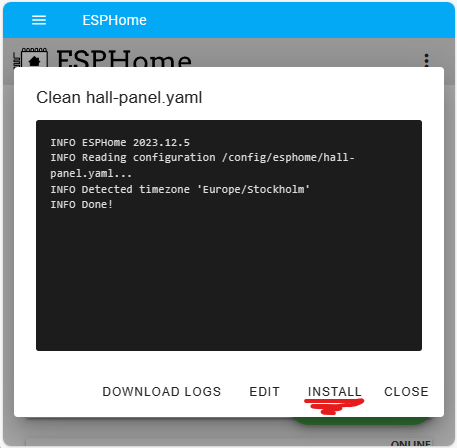 ESPHome
ESPHome
Clean hall-panel.yaml
INFO ESPHome 2023.12.5
INFO Reading configuration /config/esphome/hall-
panel.yaml...
INFO Detected timezone 'Europe/Stockholm'
INFO Done!
DOWNLOAD LOGS EDIT INSTALL CLOSE
ONLINE